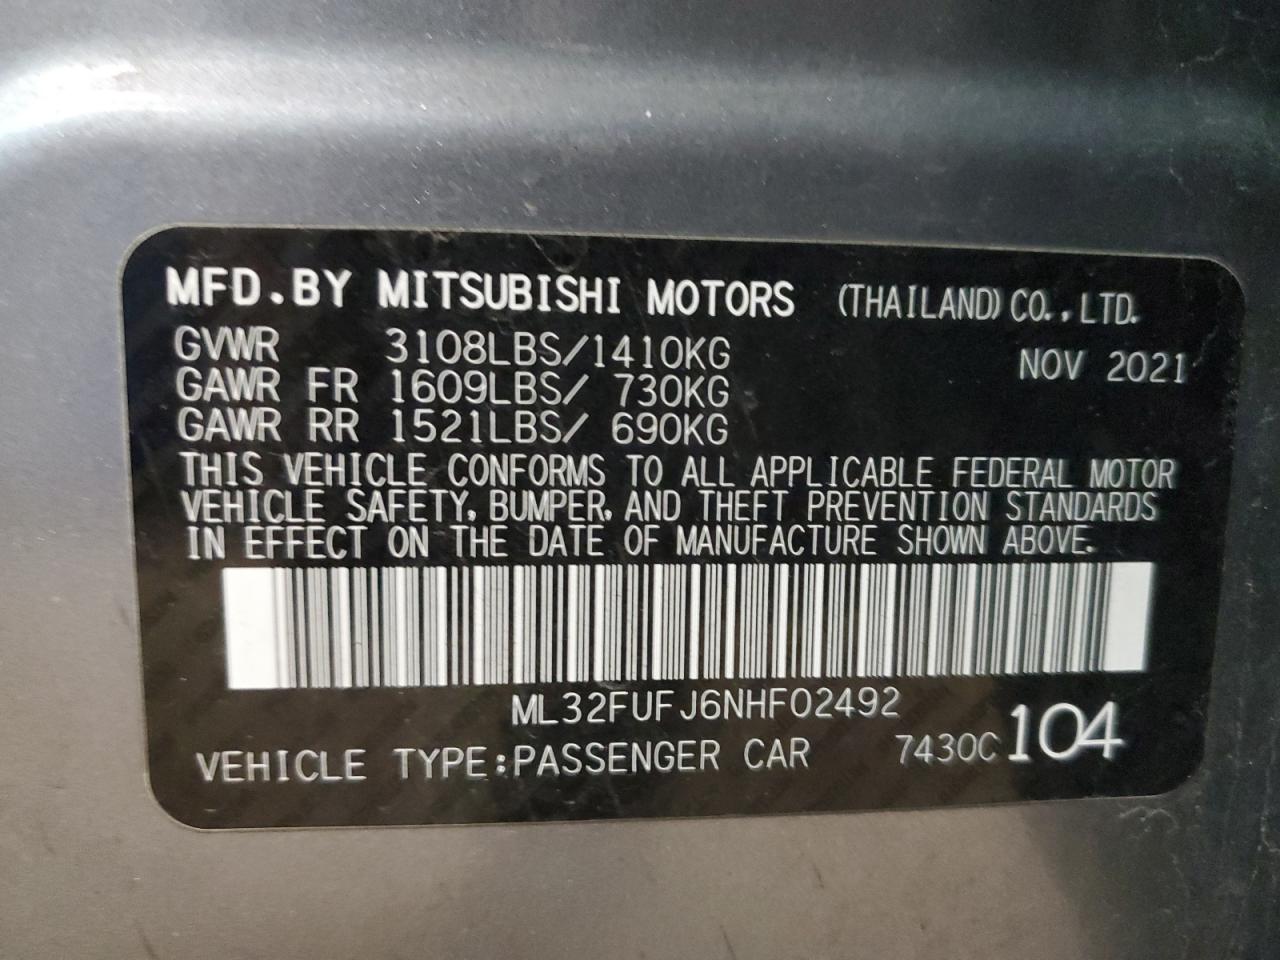 MFD.BY MITSUBISHI MOTORS (THAILAND) CO.,LTD.
GVWR 3108LBS/1410KG NOV 2021
GAWR FR 1609LBS/ 730KG
GAWR RR 1521LBS/ 690KG
THIS VEHICLE CONFORMS TO ALL APPLICABLE FEDERAL MOTOR
VEHICLE SAFETY, BUMPER, AND THEFT PREVENTION STANDARDS
IN EFFECT ON THE DATE OF MANUFACTURE SHOWN ABOVE.
ML32FUFJ6NHF02492
VEHICLE TYPE:PASSENGER CAR 7430C 104